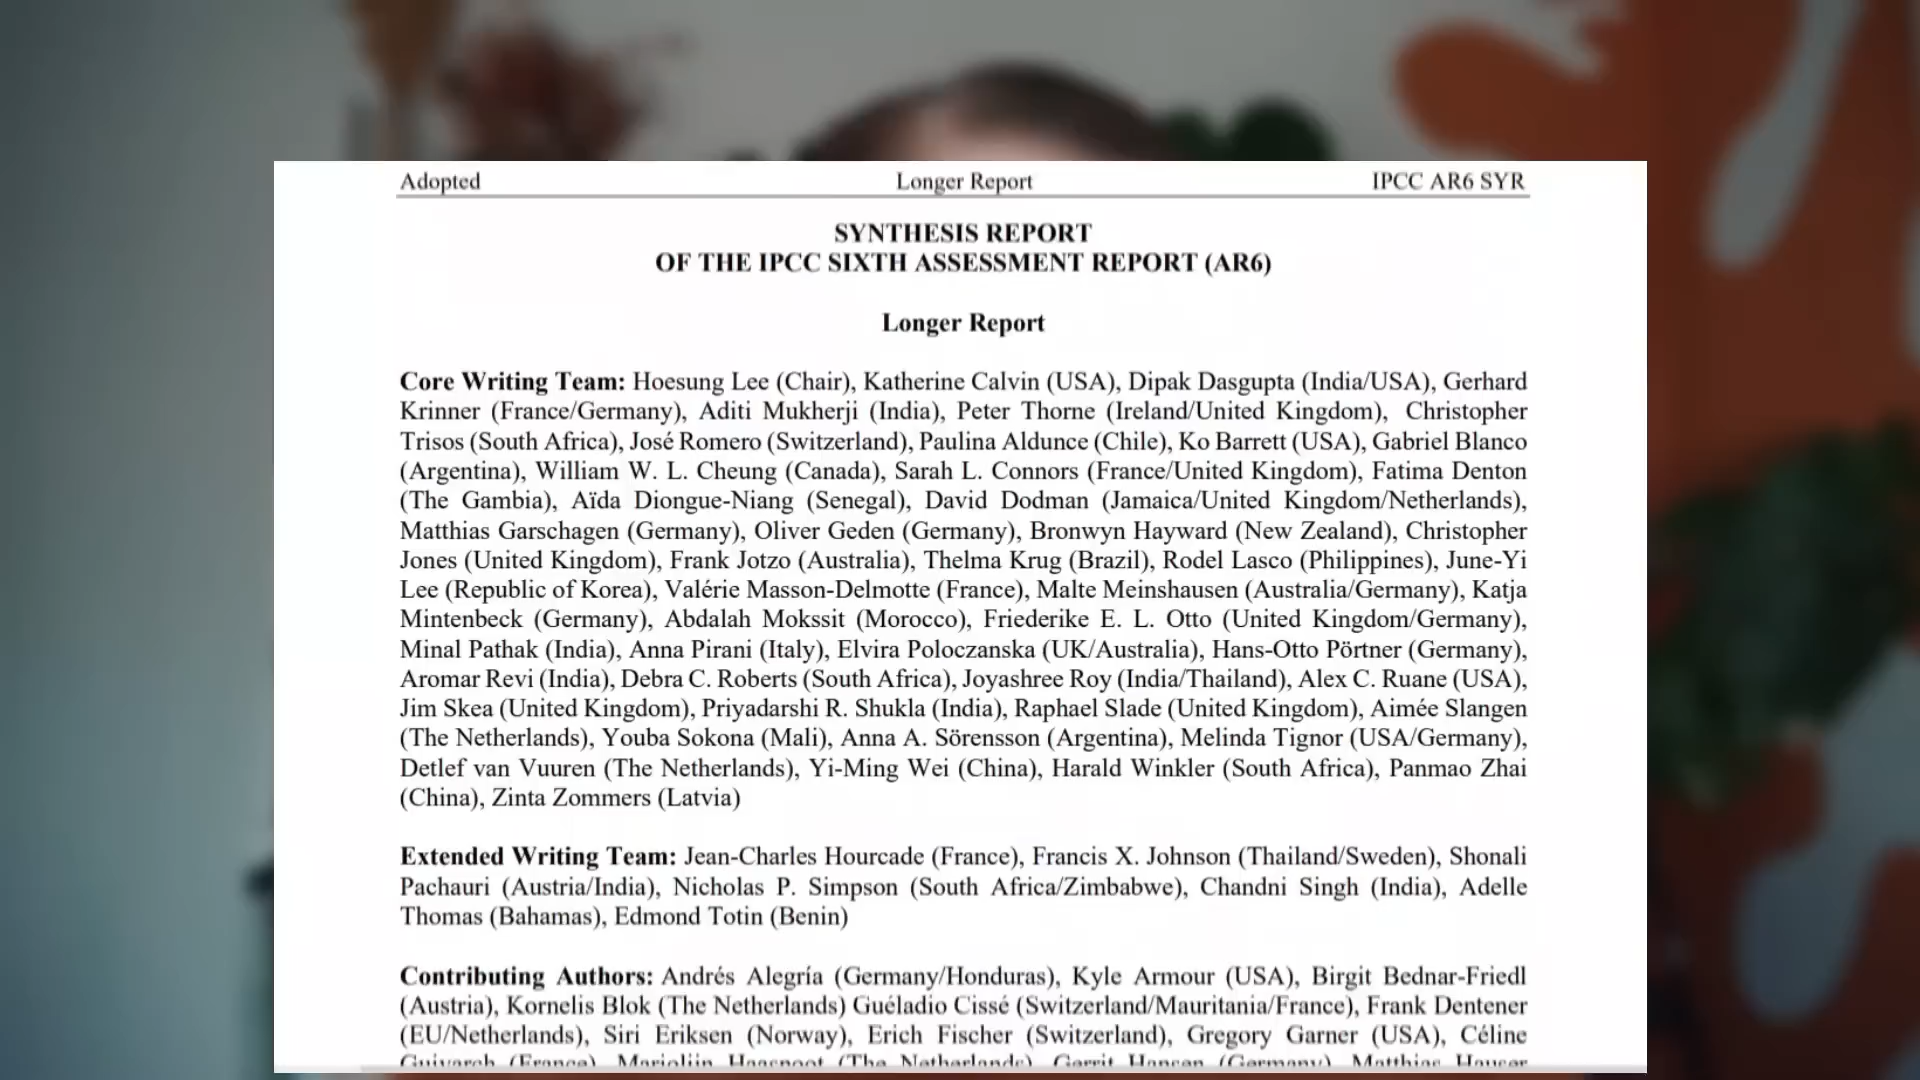 Adopted Longer Report IPCC AR6 SYR
SYNTHESIS REPORT
OF THE IPCC SIXTH ASSESSMENT REPORT (AR6)
Longer Report
Core Writing Team: Hoesung Lee (Chair), Katherine Calvin (USA), Dipak Dasgupta (India/USA), Gerhard
Krinner (France/Germany), Aditi Mukherji (India), Peter Thorne (Ireland/United Kingdom), Christopher
Trisos (South Africa), José Romero (Switzerland), Paulina Aldunce (Chile), Ko Barrett (USA), Gabriel Blanco
(Argentina), William W. L. Cheung (Canada), Sarah L. Connors (France/United Kingdom), Fatima Denton
(The Gambia), Aïda Diongue-Niang (Senegal), David Dodman (Jamaica/United Kingdom/Netherlands),
Matthias Garschagen (Germany), Oliver Geden (Germany), Bronwyn Hayward (New Zealand), Christopher
Jones (United Kingdom), Frank Jotzo (Australia), Thelma Krug (Brazil), Rodel Lasco (Philippines), June-Yi
Lee (Republic of Korea), Valérie Masson-Delmotte (France), Malte Meinshausen (Australia/Germany), Katja
Mintenbeck (Germany), Abdalah Mokssit (Morocco), Friederike E. L. Otto (United Kingdom/Germany),
Minal Pathak (India), Anna Pirani (Italy), Elvira Poloczanska (UK/Australia), Hans-Otto Pörtner (Germany),
Aromar Revi (India), Debra C. Roberts (South Africa), Joyashree Roy (India/Thailand), Alex C. Ruane (USA),
Jim Skea (United Kingdom), Priyadarshi R. Shukla (India), Raphael Slade (United Kingdom), Aimée Slangen
(The Netherlands), Youba Sokona (Mali), Anna A. Sörensson (Argentina), Melinda Tignor (USA/Germany),
Detlef van Vuuren (The Netherlands), Yi-Ming Wei (China), Harald Winkler (South Africa), Panmao Zhai
(China), Zinta Zommers (Latvia)
Extended Writing Team: Jean-Charles Hourcade (France), Francis X. Johnson (Thailand/Sweden), Shonali
Pachauri (Austria/India), Nicholas P. Simpson (South Africa/Zimbabwe), Chandni Singh (India), Adelle
Thomas (Bahamas), Edmond Totin (Benin)
Contributing Authors: Andrés Alegría (Germany/Honduras), Kyle Armour (USA), Birgit Bednar-Friedl
(Austria), Kornelis Blok (The Netherlands) Guéladio Cissé (Switzerland/Mauritania/France), Frank Dentener
(EU/Netherlands), Siri Eriksen (Norway), Erich Fischer (Switzerland), Gregory Garner (USA), Céline